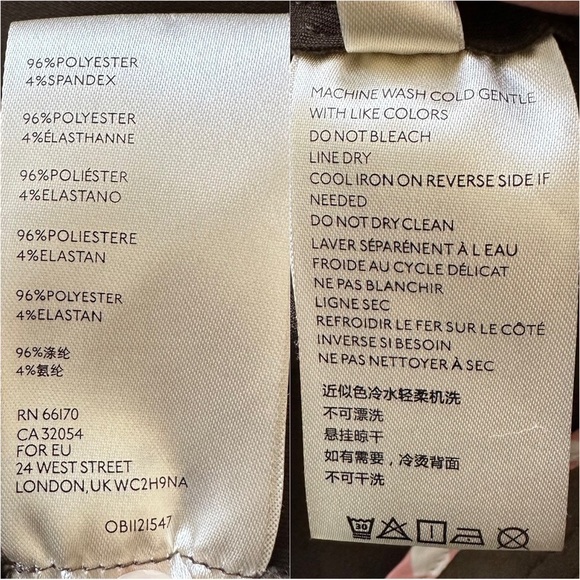 96%POLYESTER
4%SPANDEX
96%POLYESTER
4%ÉLASTHANNE
96%POLIÉSTER
4%ELASTANO
96%POLIESTERE
4%ELASTAN
96%POLYESTER
4%ELASTAN
96%涤纶
4%氨纶
RN 66170
CA 32054
FOR EU
24 WEST STREET
LONDON, UK WC2H9NA
OB1121547
MACHINE WASH COLD GENTLE
WITH LIKE COLORS
DO NOT BLEACH
LINE DRY
COOL IRON ON REVERSE SIDE IF
NEEDED
DO NOT DRY CLEAN
LAVER SÉPARÉNENT À L EAU
FROIDE AU CYCLE DÉLICAT
NE PAS BLANCHIR
LIGNE SEC
REFROIDIR LE FER SUR LE CÔTÉ
INVERSE SI BESOIN
NE PAS NETTOYER À SEC
近似色冷水轻柔机洗
不可漂洗
悬挂晾干
如有需要，冷烫背面
不可干洗
30